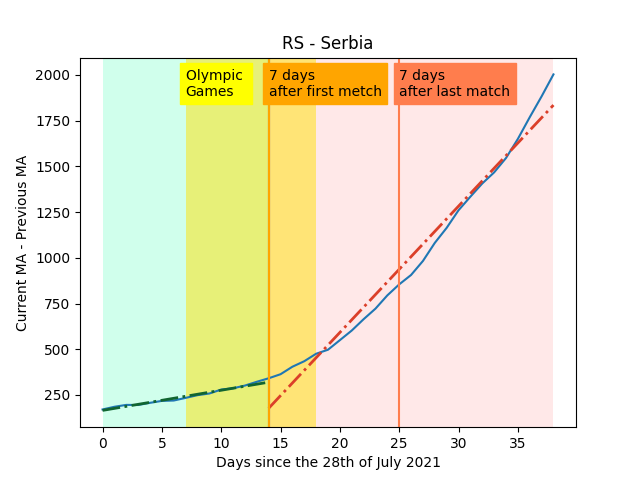 RS - Serbia
Olympic
Games
7 days
after first metch
7 days
after last match
Current MA - Previous MA
2000
1750
1500
1250
1000
750
500
250
0 5 10 15 20 25 30 35
Days since the 28th of July 2021